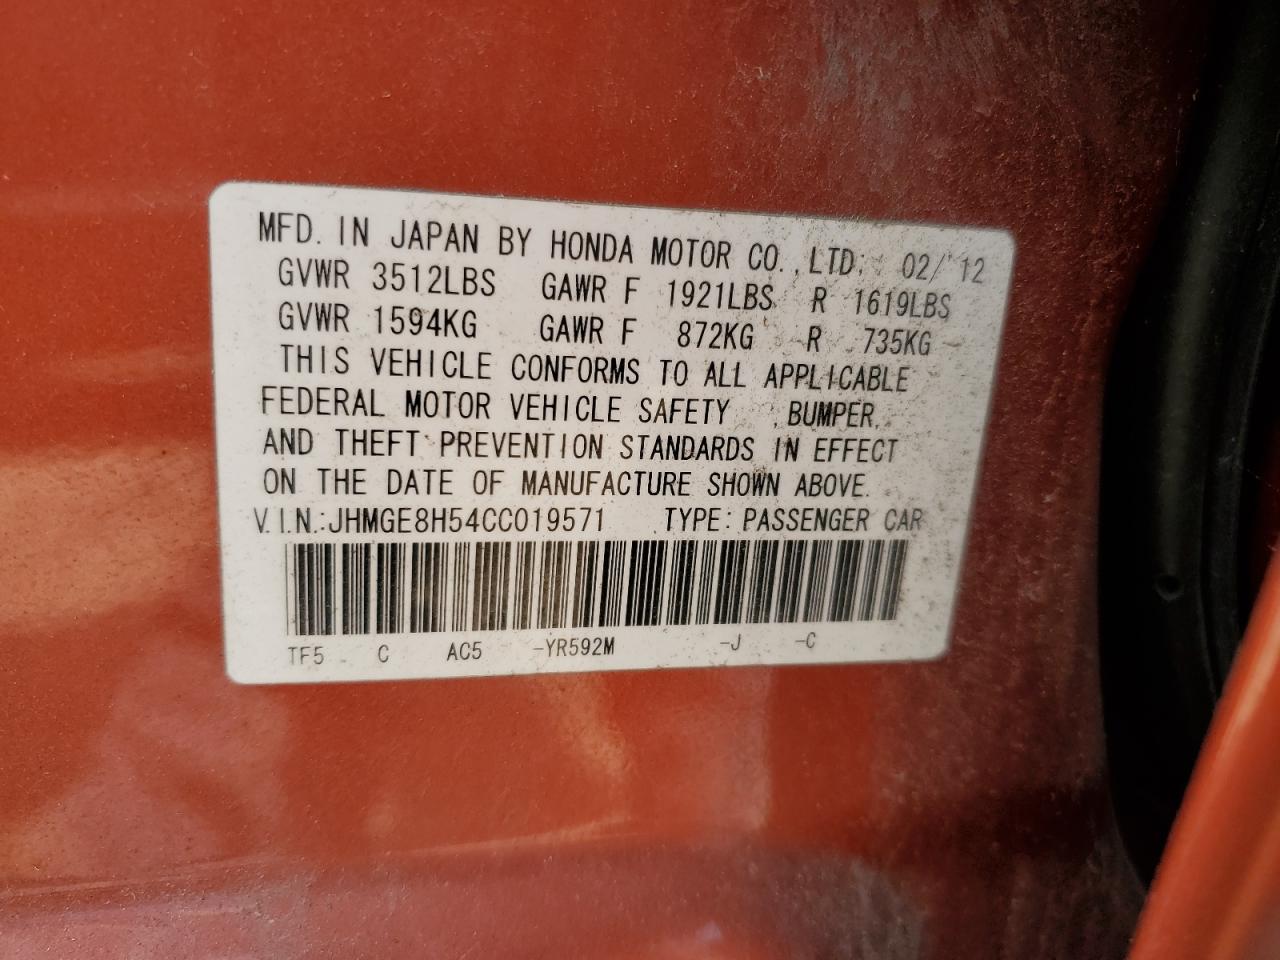 MFD. IN JAPAN BY HONDA MOTOR CO., LTD. 02/12
GVWR 3512LBS GAWR F 1921LBS R 1619LBS
GVWR 1594KG GAWR F 872KG R 735KG
THIS VEHICLE CONFORMS TO ALL APPLICABLE
FEDERAL MOTOR VEHICLE SAFETY , BUMPER,
AND THEFT PREVENTION STANDARDS IN EFFECT
ON THE DATE OF MANUFACTURE SHOWN ABOVE.
V.I.N.:JHMGE8H54CC019571 TYPE: PASSENGER CAR
TF5 C AC5 -YR592M -J -C